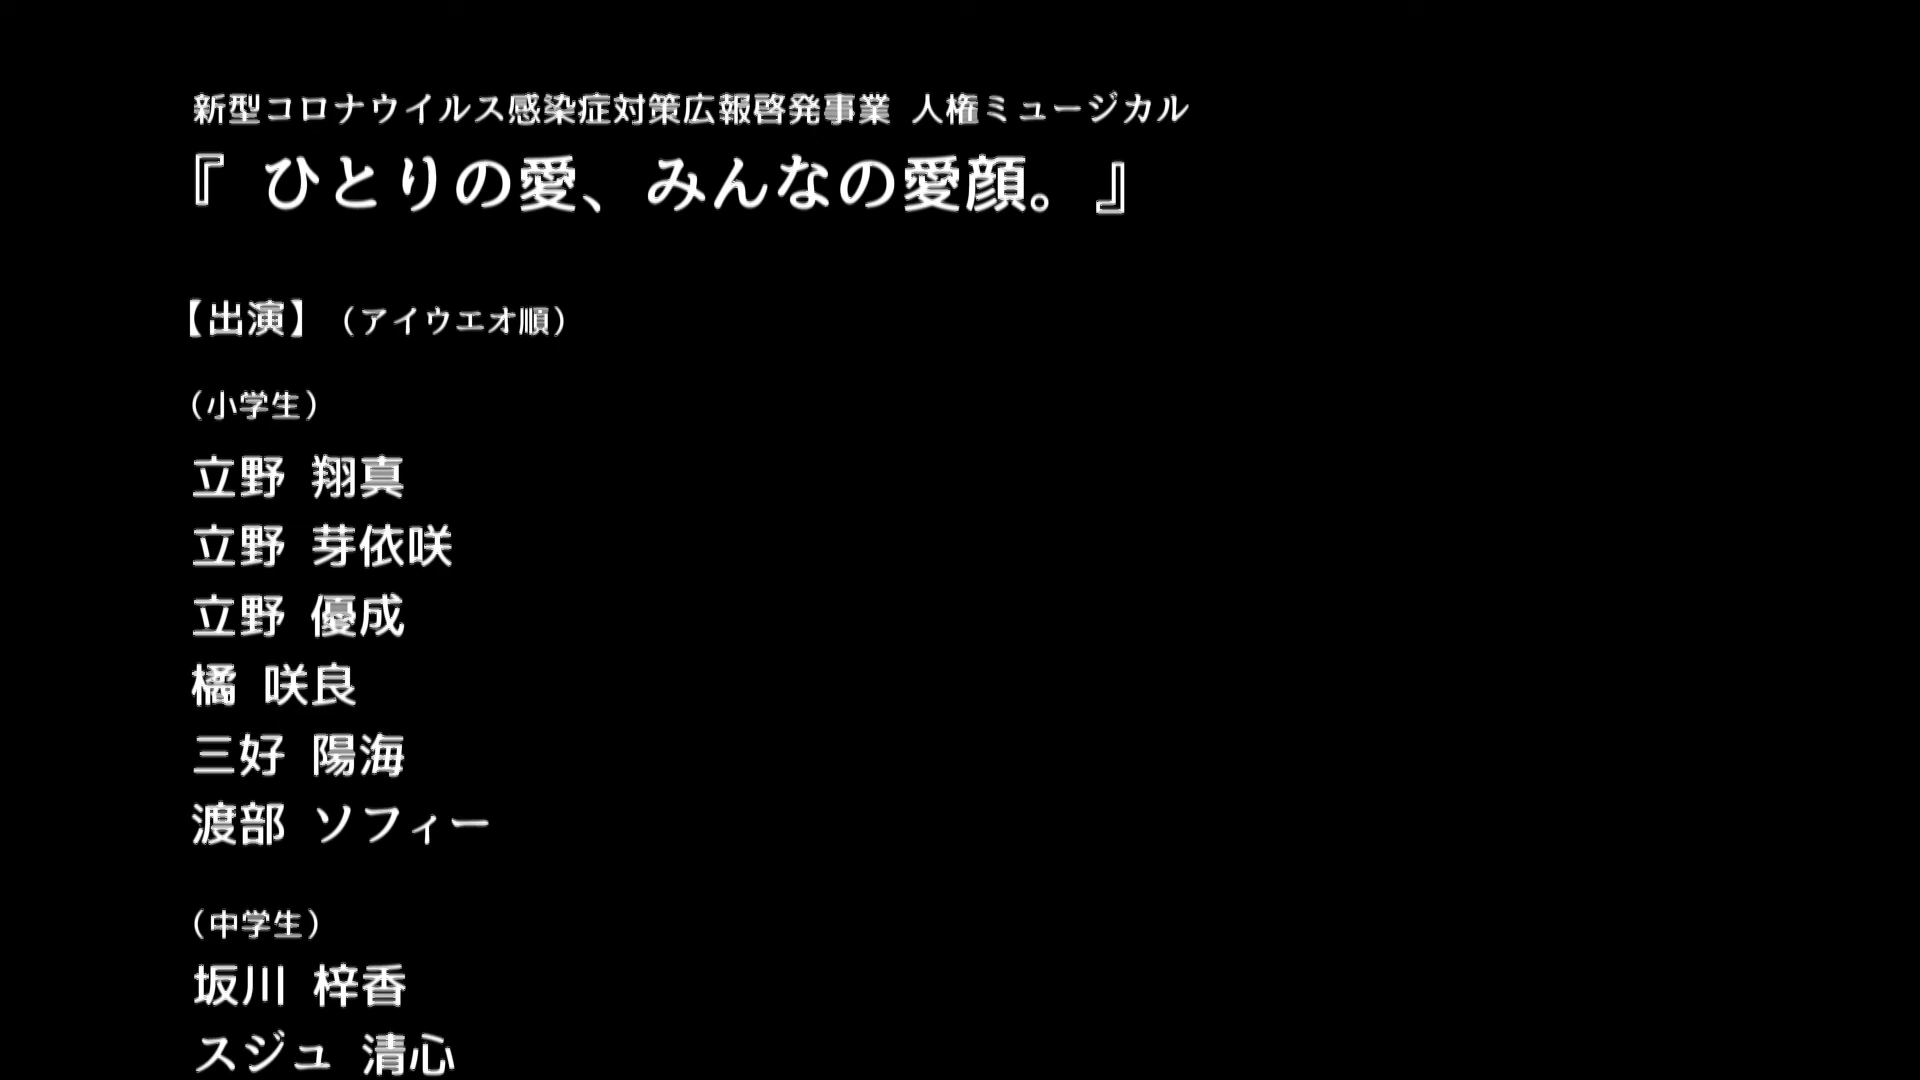 新型コロナウイルス感染症対策広報啓発事業 人権ミュージカル
『 ひとりの愛、みんなの愛顔。』
【出演】（アイウエオ順）
（小学生）
立野 翔真
立野 芽依咲
立野 優成
橘 咲良
三好 陽海
渡部 ソフィー
（中学生）
坂川 梓香
スジュ 清心